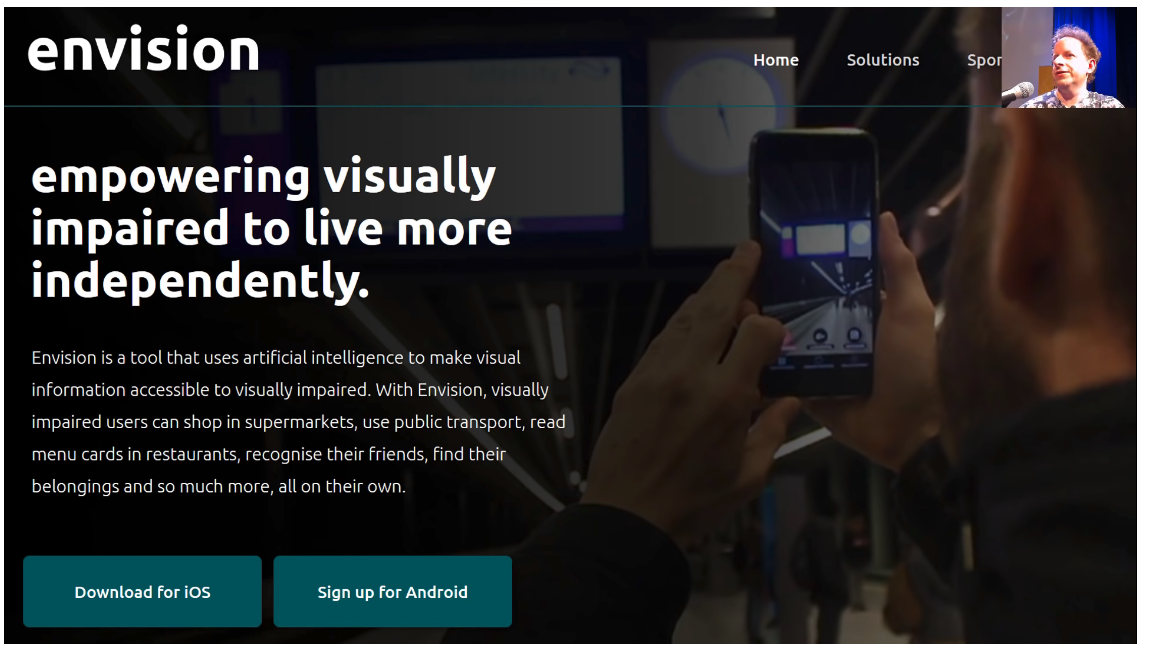 envision
Home Solutions Spor
empowering visually
impaired to live more
independently.
Envision is a tool that uses artificial intelligence to make visual
information accessible to visually impaired. With Envision, visually
impaired users can shop in supermarkets, use public transport, read
menu cards in restaurants, recognise their friends, find their
belongings and so much more, all on their own.
Download for iOS Sign up for Android